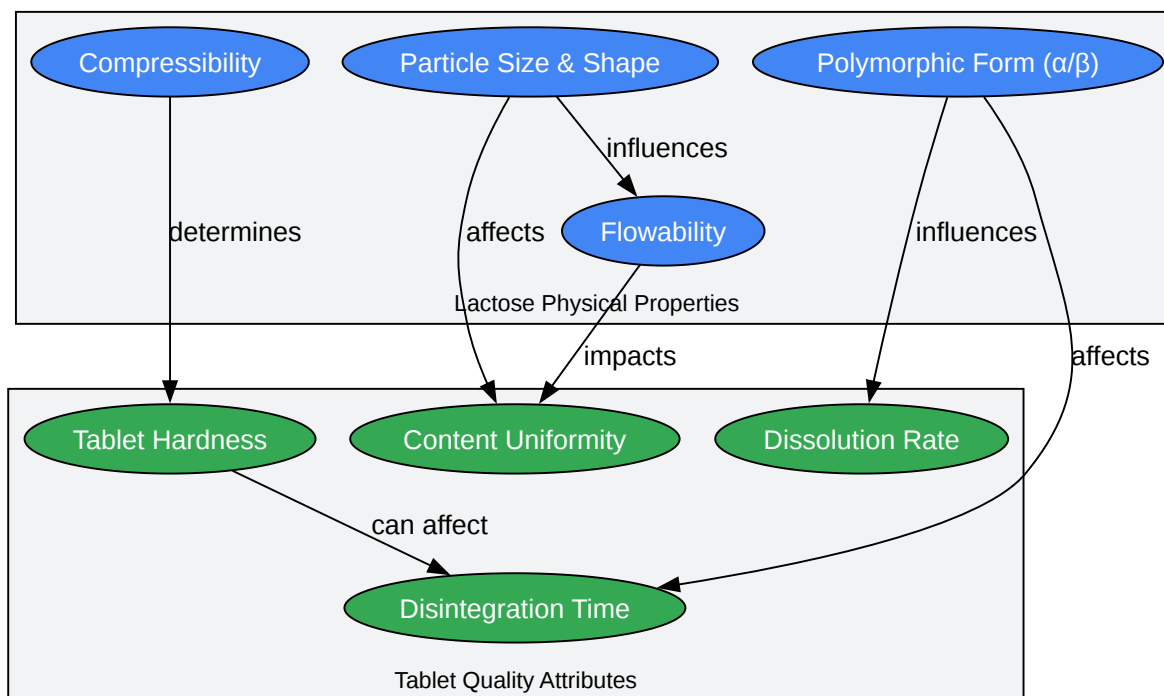 Compressibility
Particle Size & Shape
Polymorphic Form (α/β)
influences
determines
affects
Flowability
influences
Lactose Physical Properties
impacts
affects
Tablet Hardness
Content Uniformity
Dissolution Rate
can affect
Disintegration Time
Tablet Quality Attributes